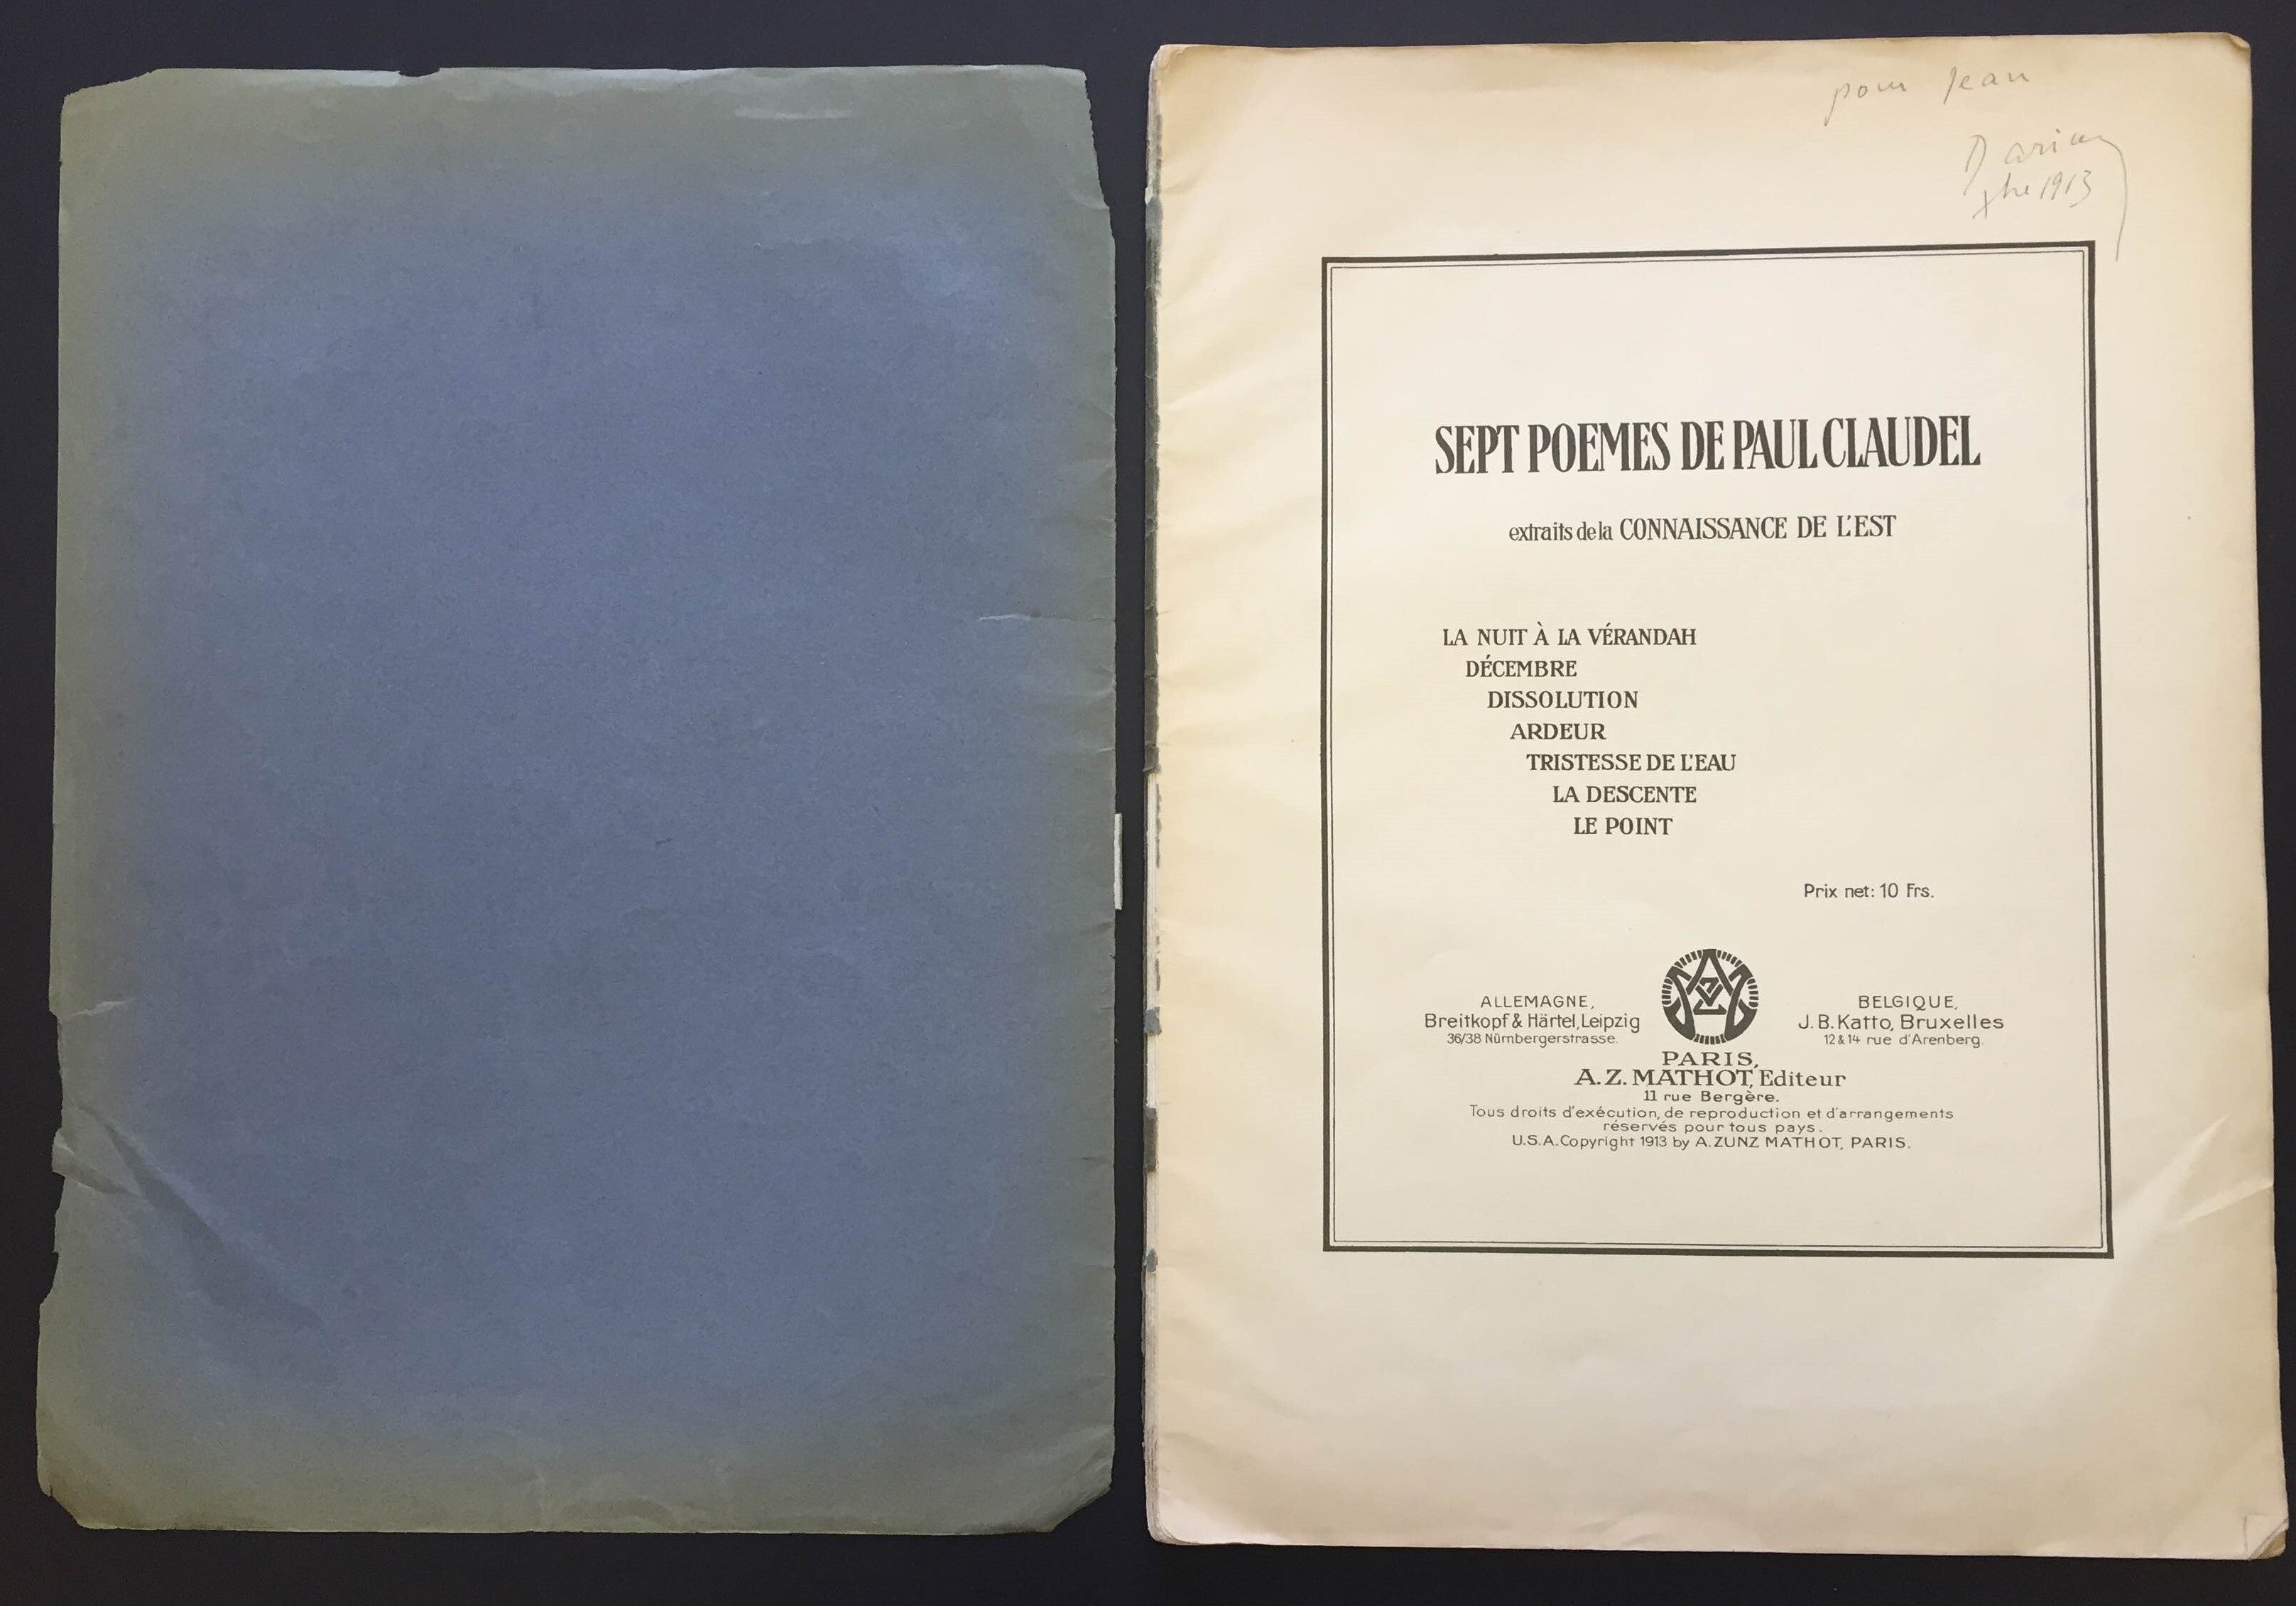 pour Jean
Darius
Xbre 1913
SEPT POEMES DE PAUL CLAUDEL
extraits de la CONNAISSANCE DE L'EST
LA NUIT À LA VÉRANDAH
DÉCEMBRE
DISSOLUTION
ARDEUR
TRISTESSE DE L'EAU
LA DESCENTE
LE POINT
Prix net: 10 Frs.
ALLEMAGNE,
Breitkopf & Härtel, Leipzig
36/38 Nürnbergerstrasse.
BELGIQUE,
J. B. Katto, Bruxelles
12 & 14 rue d'Arenberg.
PARIS,
A. Z. MATHOT, Editeur
11 rue Bergère.
Tous droits d'exécution, de reproduction et d'arrangements
réservés pour tous pays.
U.S.A. Copyright 1913 by A. ZUNZ MATHOT, PARIS.